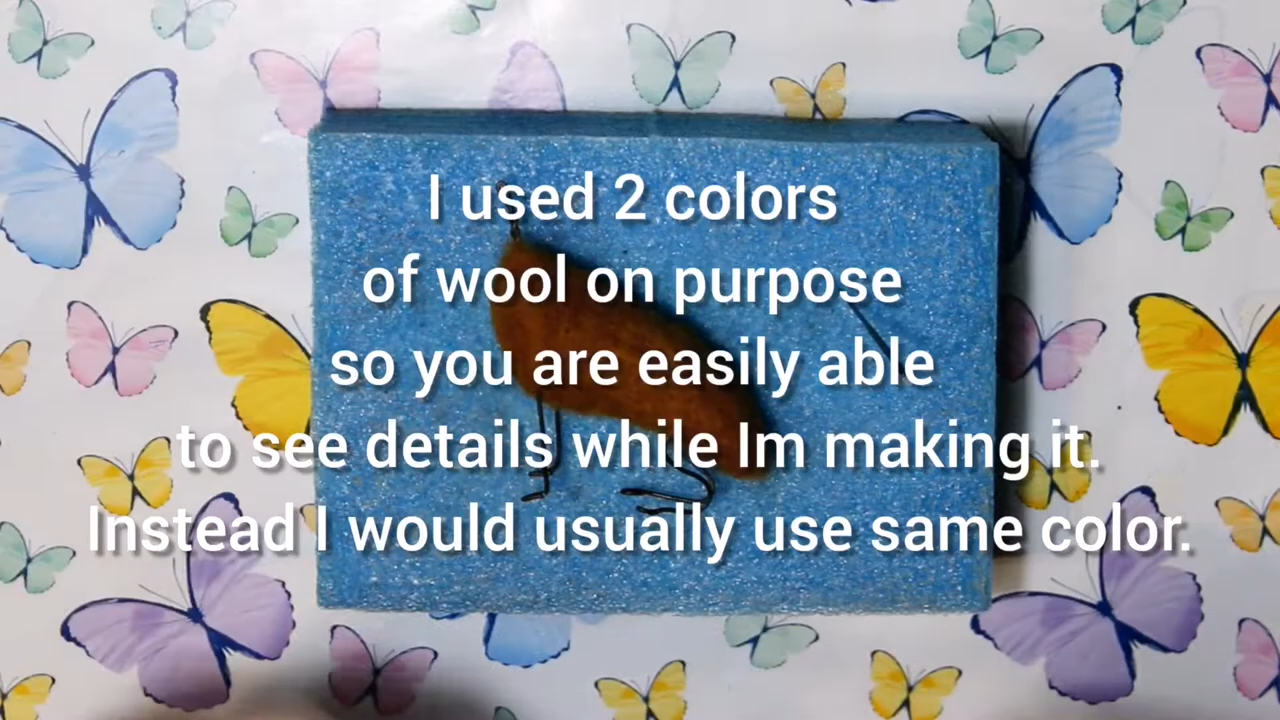 I used 2 colors
of wool on purpose
so you are easily able
to see details while Im making it.
Instead I would usually use same color.